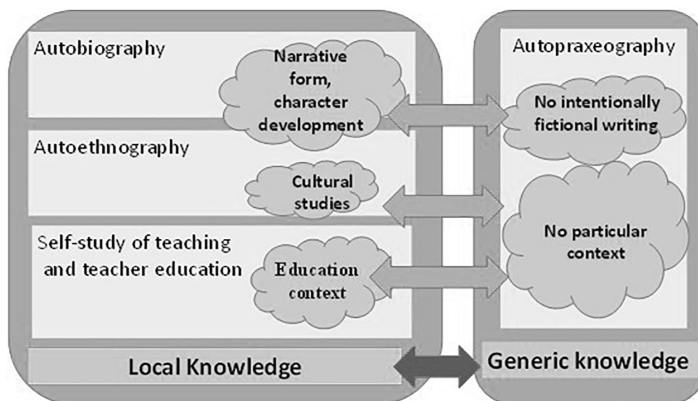 Autobiography
Narrative
form,
character
development
Autoethnography
Cultural
studies
Self-study of teaching
and teacher education
Education
context
Local Knowledge
Autopraxeography
No intentionally
fictional writing
No particular
context
Generic knowledge